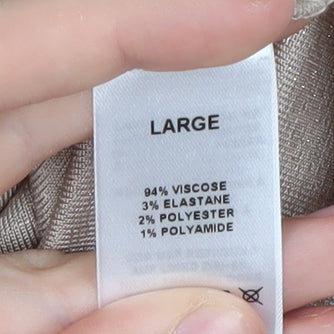 LARGE
94% VISCOSE
3% ELASTANE
2% POLYESTER
1% POLYAMIDE